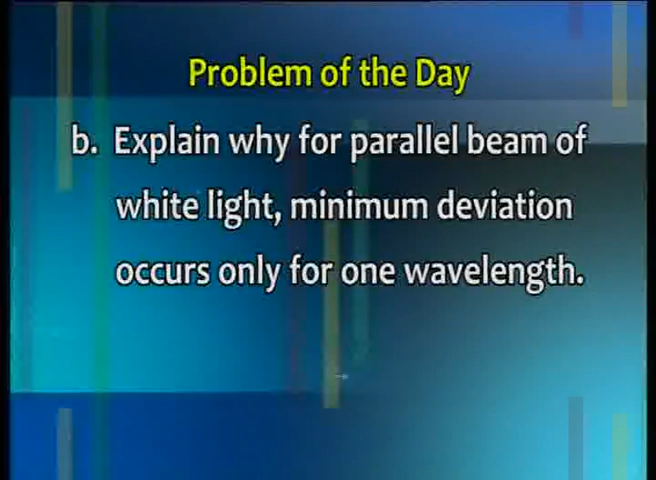 Problem of the Day
b. Explain why for parallel beam of
white light, minimum deviation
occurs only for one wavelength.